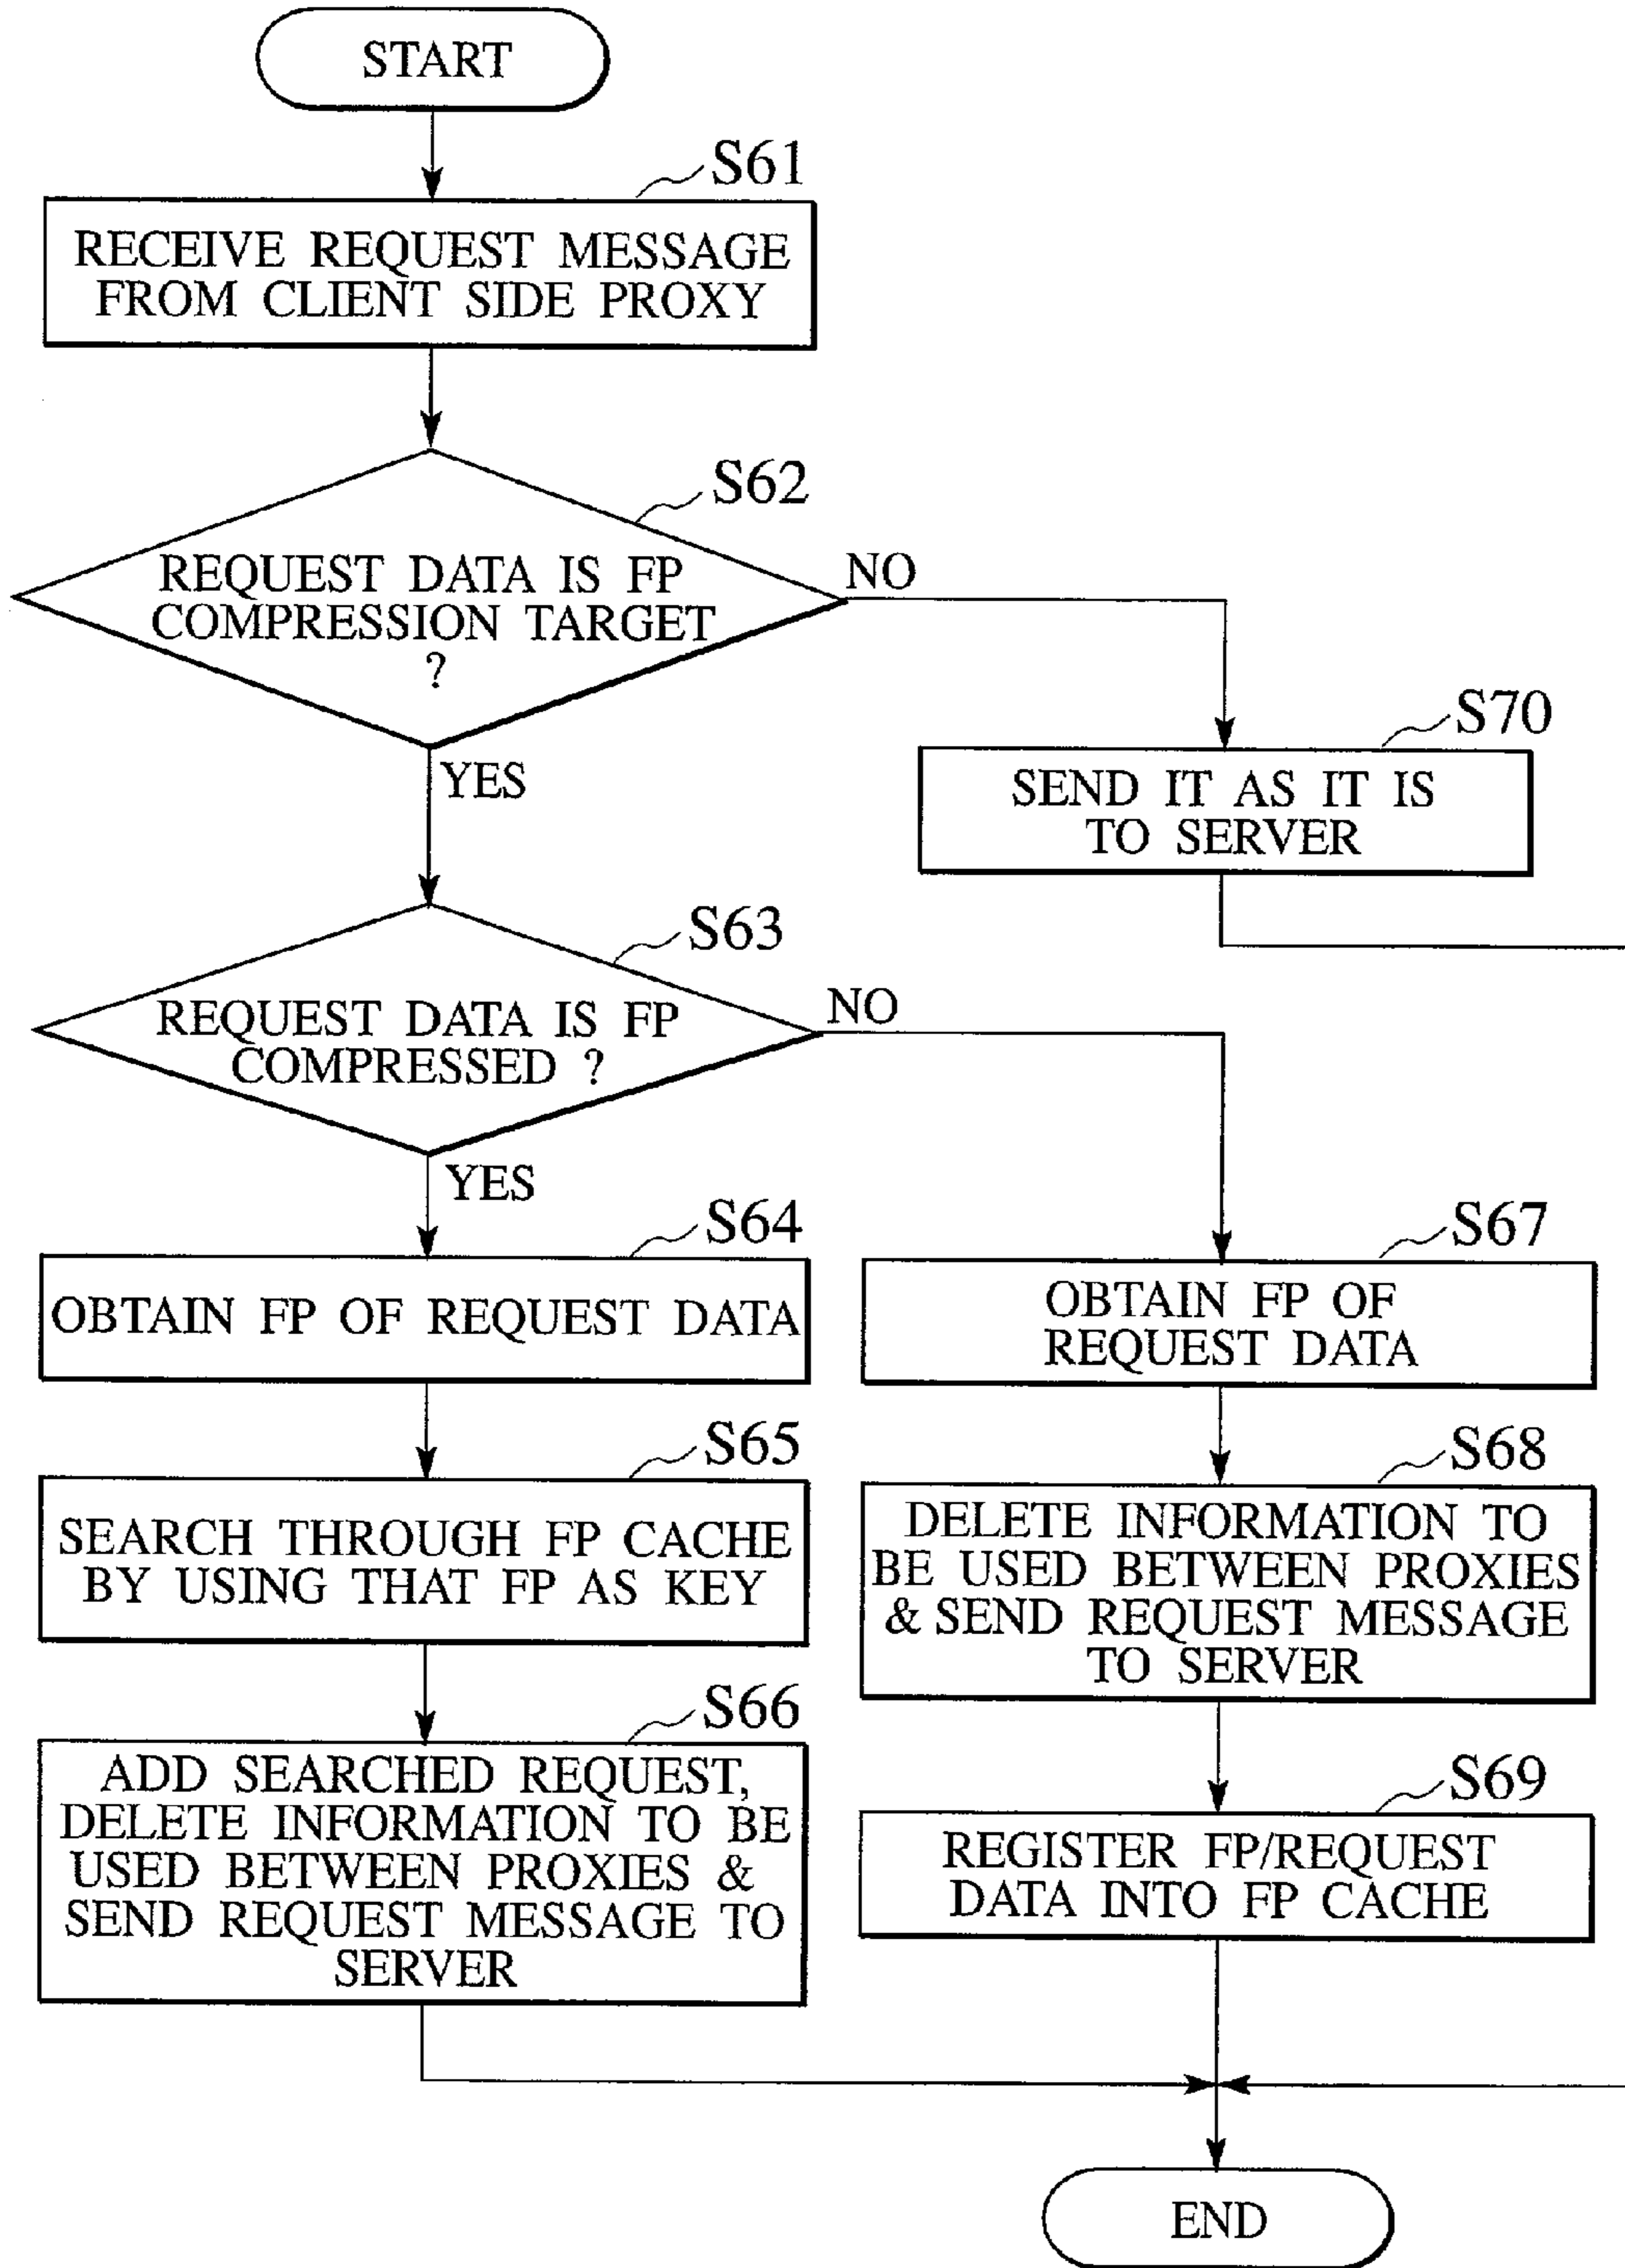 START
S61
RECEIVE REQUEST MESSAGE
FROM CLIENT SIDE PROXY
S62
REQUEST DATA IS FP
COMPRESSION TARGET
?
NO
YES
S70
SEND IT AS IT IS
TO SERVER
S63
REQUEST DATA IS FP
COMPRESSED ?
NO
YES
S64
OBTAIN FP OF REQUEST DATA
S65
SEARCH THROUGH FP CACHE
BY USING THAT FP AS KEY
S66
ADD SEARCHED REQUEST,
DELETE INFORMATION TO BE
USED BETWEEN PROXIES &
SEND REQUEST MESSAGE TO
SERVER
S67
OBTAIN FP OF
REQUEST DATA
S68
DELETE INFORMATION TO
BE USED BETWEEN PROXIES
& SEND REQUEST MESSAGE
TO SERVER
S69
REGISTER FP/REQUEST
DATA INTO FP CACHE
END